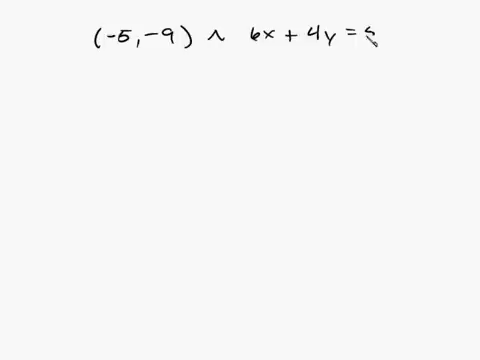 (-5, -9) ^ 6x + 4y =